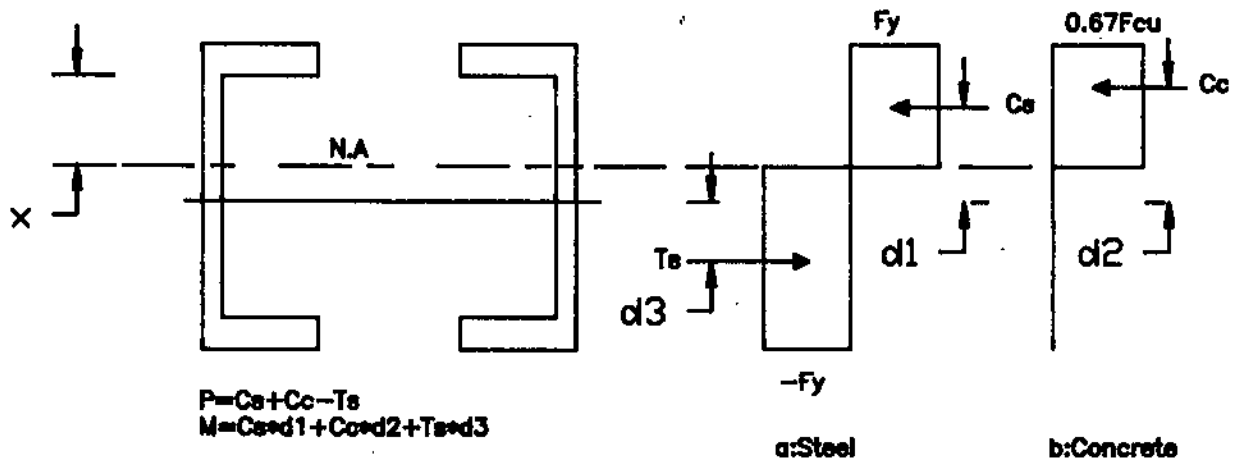 Fy
0.67Fcu
Cs
Cc
N.A
X
Ts
d1
d2
d3
-Fy
P=Cs+Cc-Ts
M=Cs*d1+Cc*d2+Ts*d3
a:Steel
b:Concrete